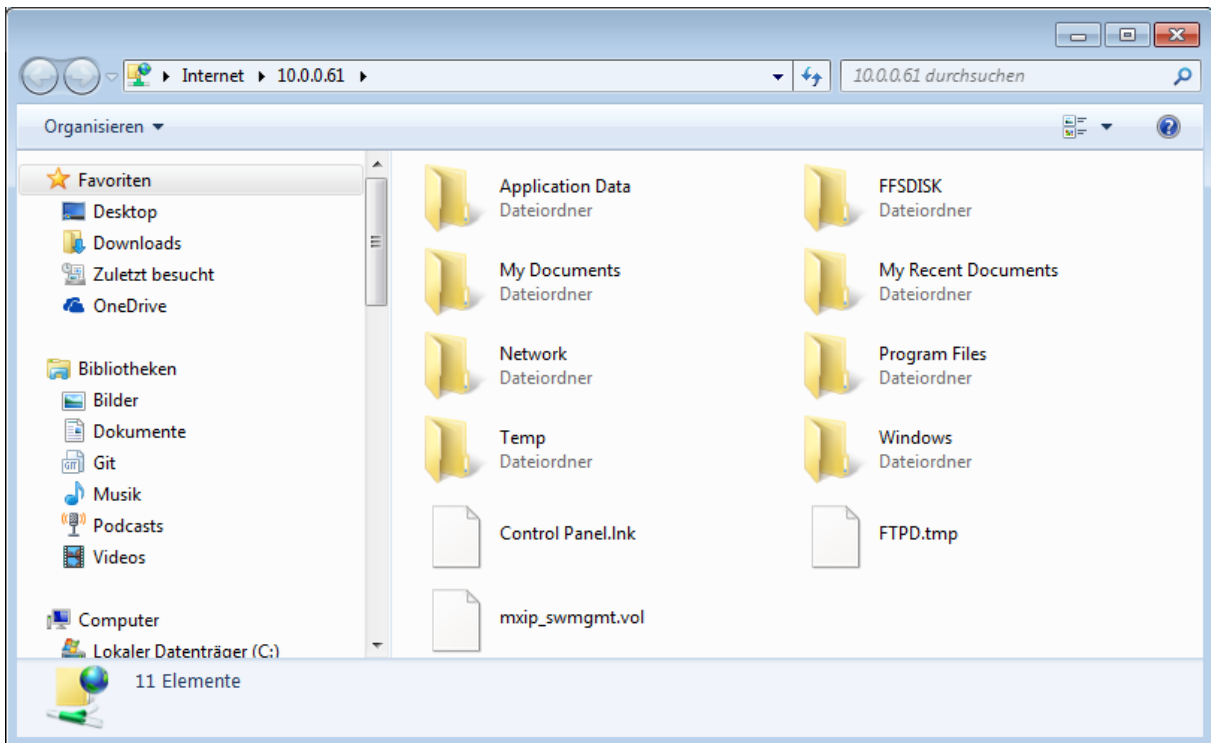 Internet 10.0.0.61
10.0.0.61 durchsuchen
Organisieren
Favoriten
Desktop
Downloads
Zuletzt besucht
OneDrive
Bibliotheken
Bilder
Dokumente
Git
Musik
Podcasts
Videos
Computer
Lokaler Datenträger (C:)
Application Data
Dateiordner
FFSDISK
Dateiordner
My Documents
Dateiordner
My Recent Documents
Dateiordner
Network
Dateiordner
Program Files
Dateiordner
Temp
Dateiordner
Windows
Dateiordner
Control Panel.lnk
FTPD.tmp
mxip_swmgmt.vol
11 Elemente